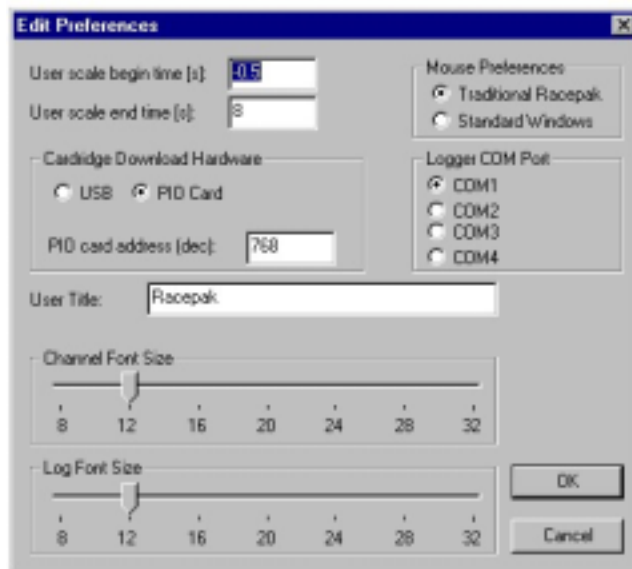 Edit Preferences
User scale begin time [s]: -0.5
User scale end time [s]: 8
Mouse Preferences
Traditional Racepak
Standard Windows
Cardridge Download Hardware
USB PIO Card
PIO card address (dec): 768
Logger COM Port
COM1
COM2
COM3
COM4
User Title: Racepak
Channel Font Size
8 12 16 20 24 28 32
Log Font Size
8 12 16 20 24 28 32
OK
Cancel